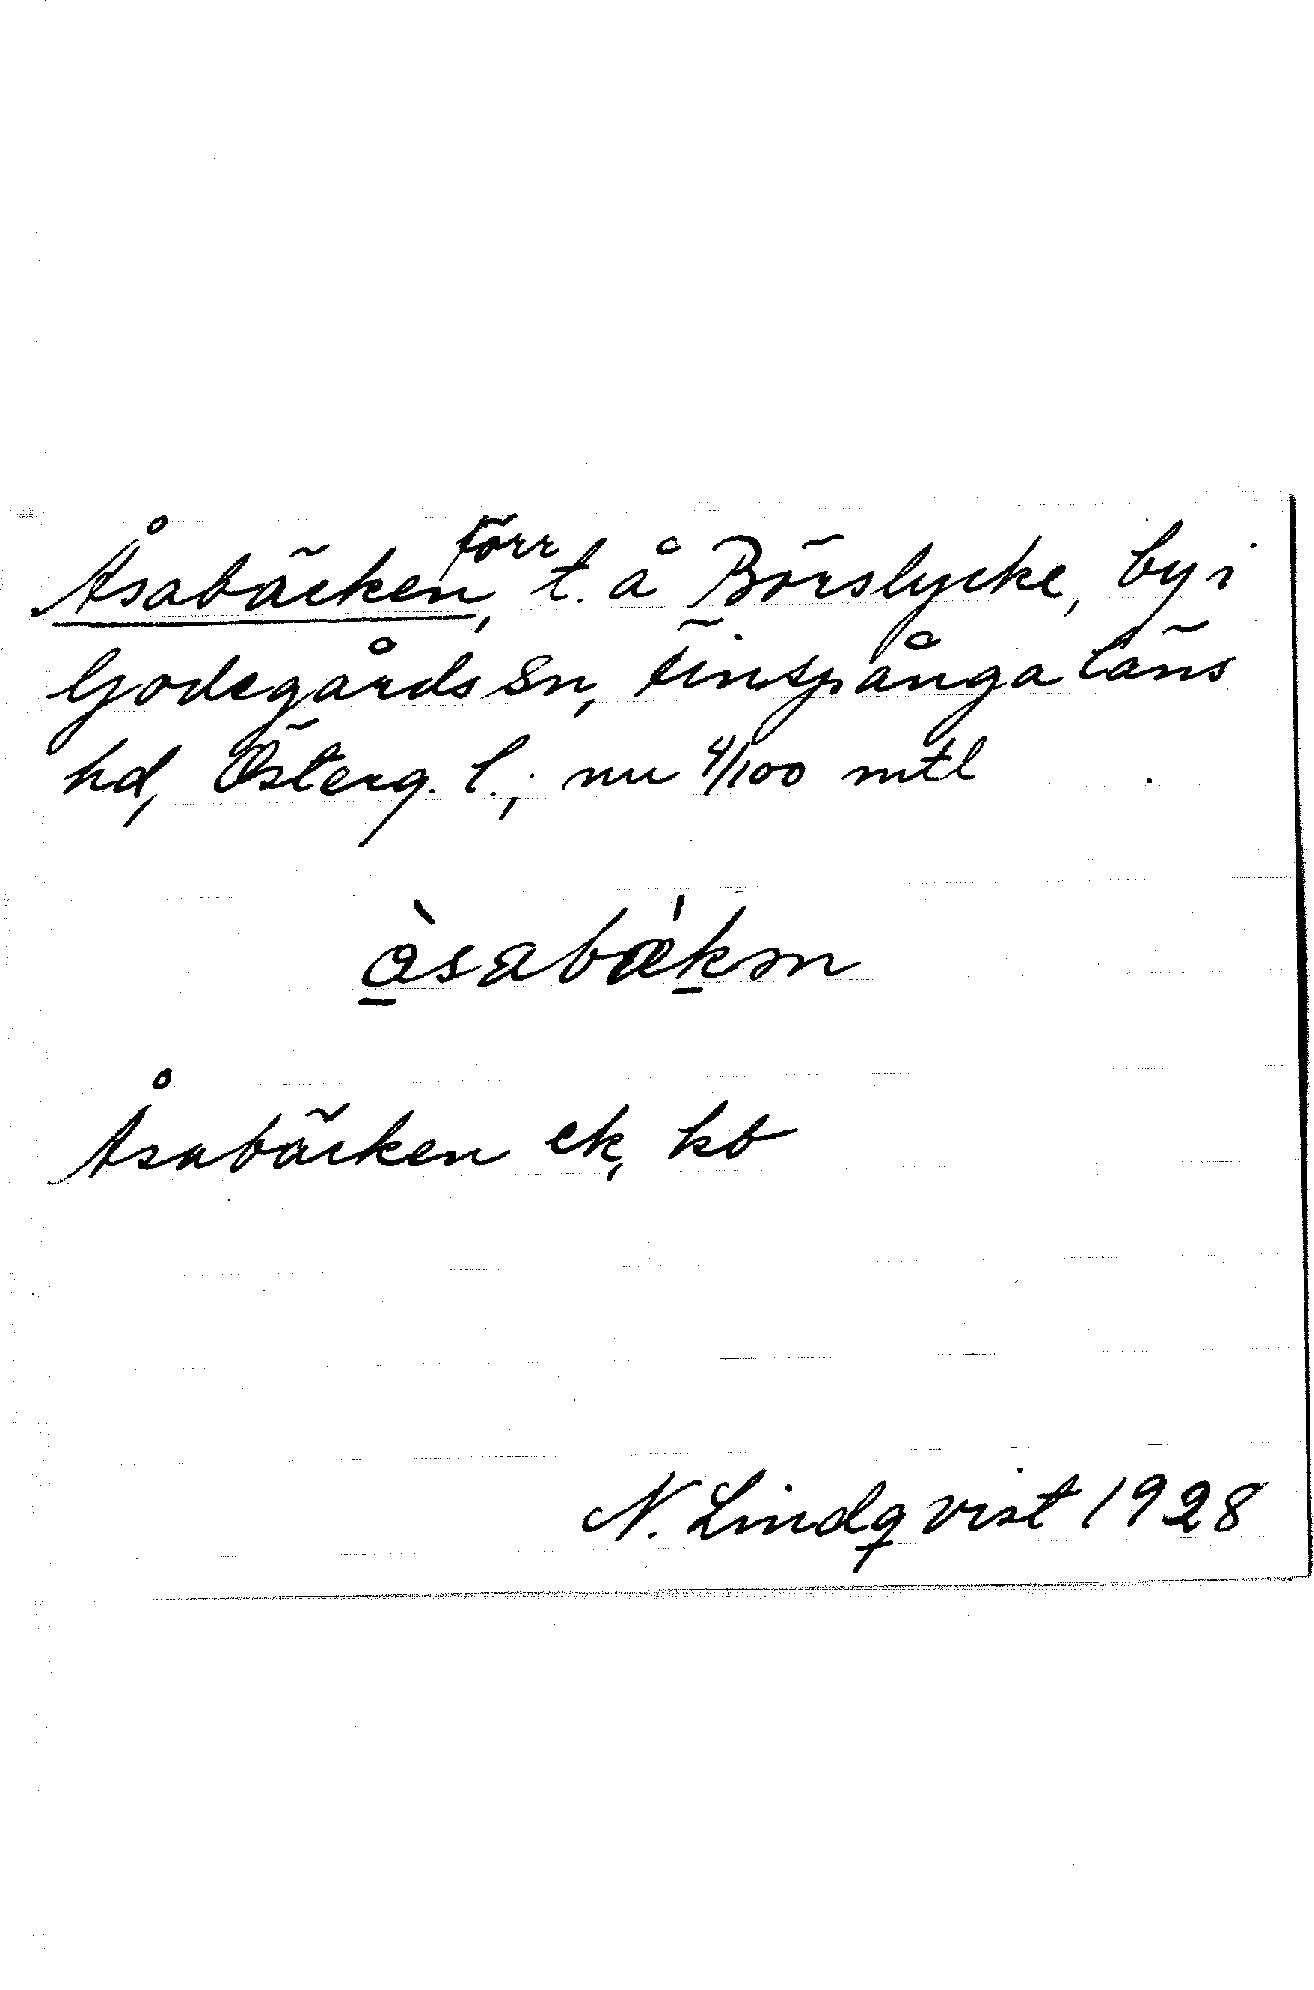 Åsabäcken, förr t. å Börslycke, by i
Godegårds sn, Finspånga läns
hd, Österg. l.; nu 4/100 mtl
åsabäkən
Åsabäcken ek, kb
N. Lindqvist 1928